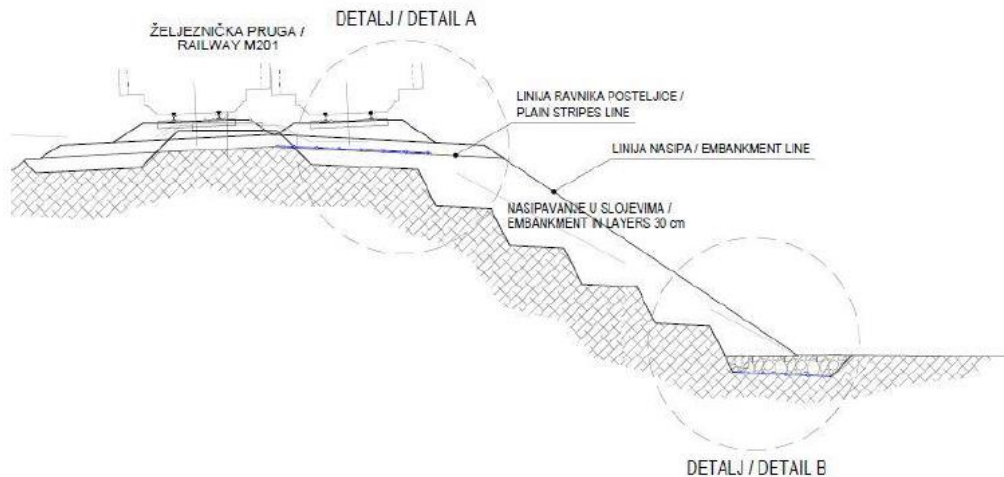 DETALJ / DETAIL A
ŽELJEZNIČKA PRUGA /
RAILWAY M201
LINIJA RAVNIKA POSTELJICE /
PLAIN STRIPES LINE
LINIJA NASIPA / EMBANKMENT LINE
NASIPAVANJE U SLOJEVIMA /
EMBANKMENT IN LAYERS 30 cm
DETALJ / DETAIL B